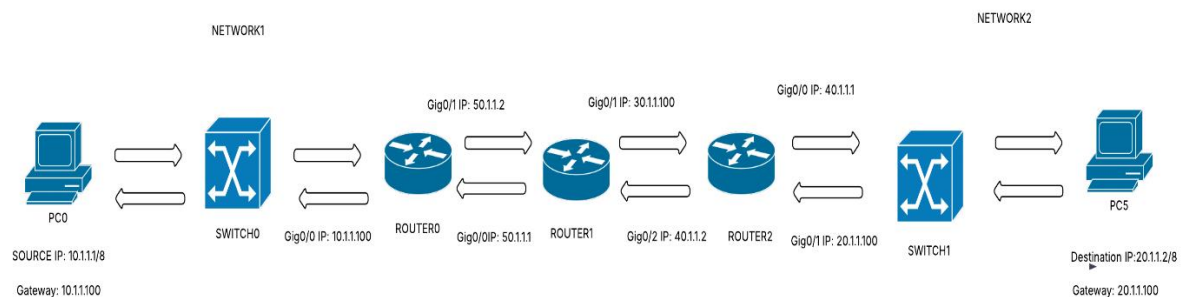 NETWORK1
NETWORK2
Gig0/1 IP: 50.1.1.2
Gig0/1 IP: 30.1.1.100
Gig0/0 IP: 40.1.1.1
PC0
SWITCH0
Gig0/0 IP: 10.1.1.100
ROUTER0
Gig0/0IP: 50.1.1.1
ROUTER1
Gig0/2 IP: 40.1.1.2
ROUTER2
Gig0/1 IP: 20.1.1.100
SWITCH1
PC5
SOURCE IP: 10.1.1.1/8
Destination IP:20.1.1.2/8
Gateway: 10.1.1.100
Gateway: 20.1.1.100